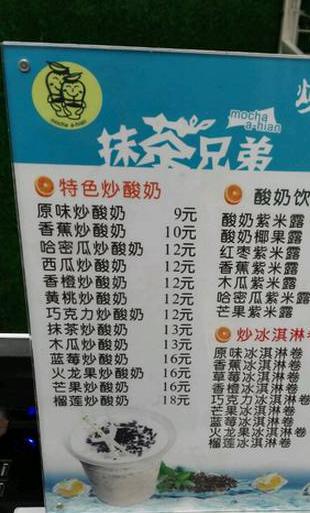 mocha a-hian
mocha
a-hian
抹茶兄弟
特色炒酸奶
原味炒酸奶 9元
香蕉炒酸奶 10元
哈密瓜炒酸奶 12元
西瓜炒酸奶 12元
香橙炒酸奶 12元
黄桃炒酸奶 12元
巧克力炒酸奶 12元
抹茶炒酸奶 13元
木瓜炒酸奶 13元
蓝莓炒酸奶 16元
火龙果炒酸奶 16元
芒果炒酸奶 16元
榴莲炒酸奶 18元
酸奶饮
酸奶紫米露
酸奶椰果露
红枣紫米露
香蕉紫米露
木瓜紫米露
哈密瓜紫米露
芒果紫米露
炒冰淇淋卷
原味冰淇淋卷
香蕉冰淇淋卷
草莓冰淇淋卷
香橙冰淇淋卷
巧克力冰淇淋卷
芒果冰淇淋卷
蓝莓冰淇淋卷
榴莲冰淇淋卷